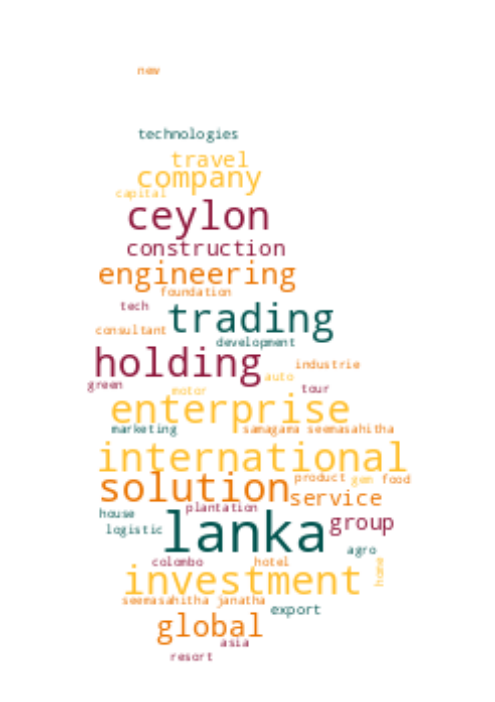 new
technologies
travel
company
capital
ceylon
construction
engineering
foundation
tech
trading
consultant
development
holding
industrie
auto
green
tour
motor
enterprise
marketing
samagama seemasahitha
international
product
gem
food
solution
service
plantation
house
lanka
group
logistic
agro
colombo
hotel
home
investment
seemasahitha janatha
export
global
asia
resort